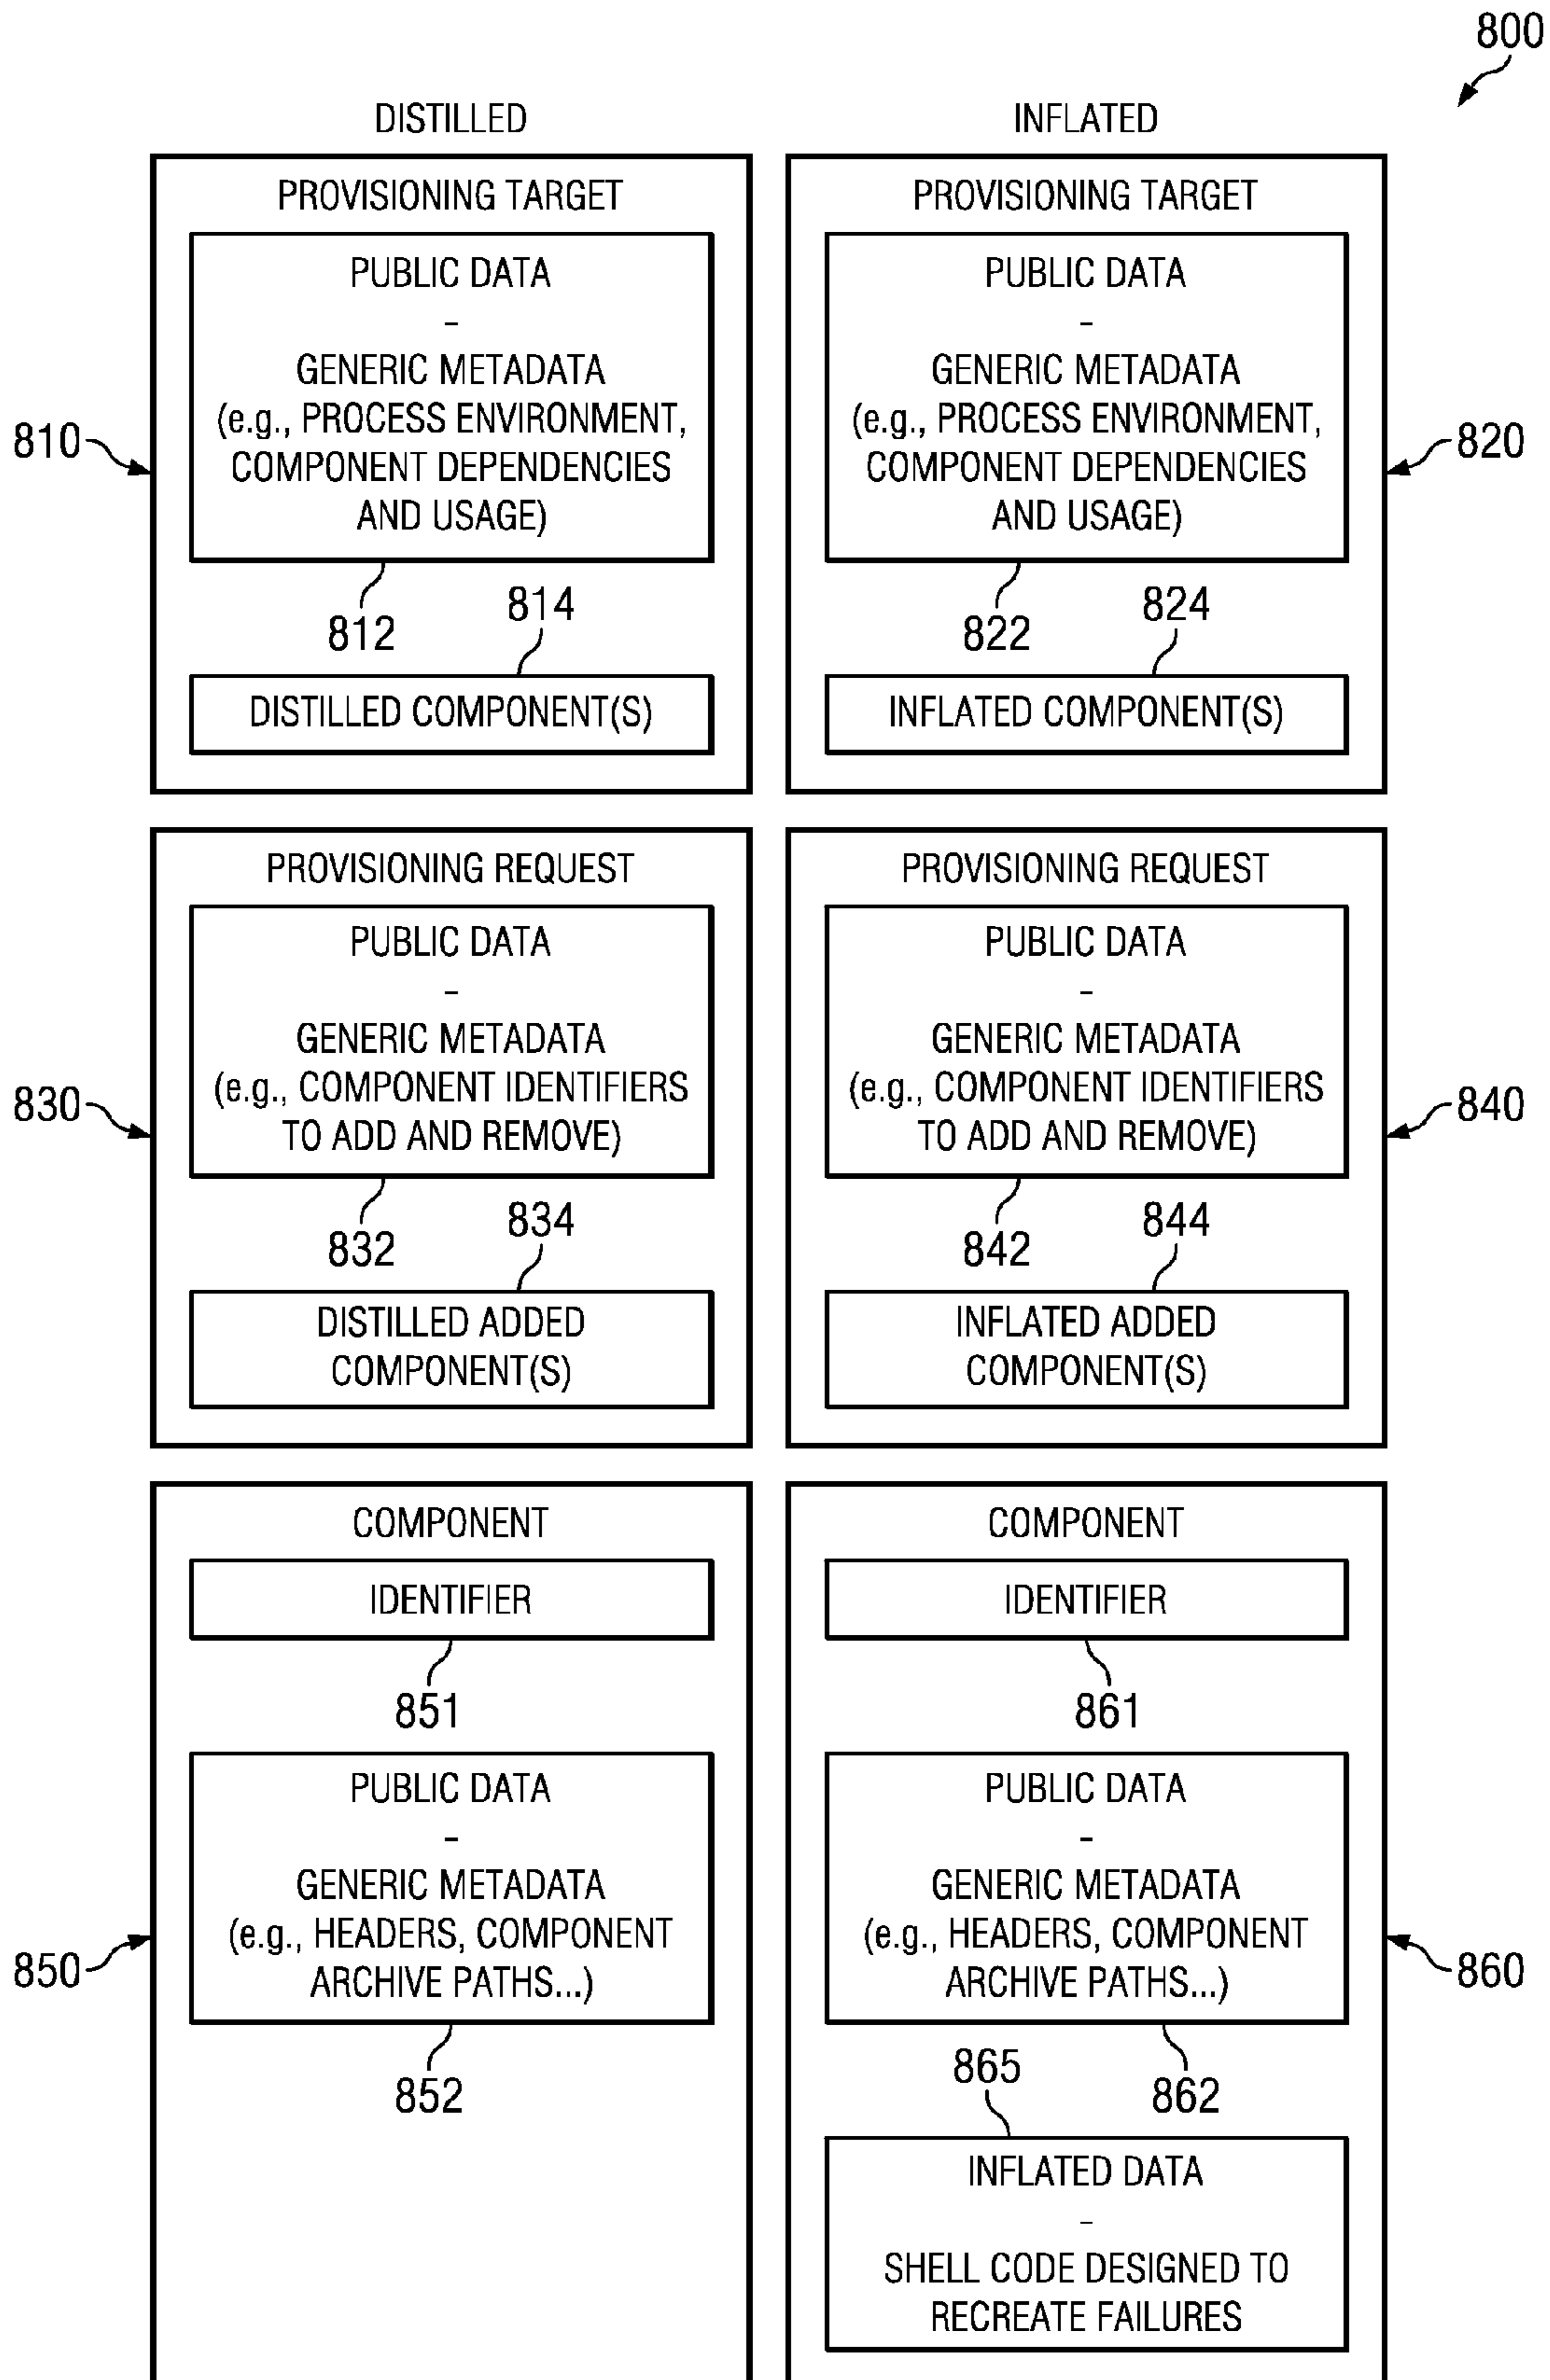 800
DISTILLED
INFLATED
PROVISIONING TARGET
PUBLIC DATA
-
GENERIC METADATA
(e.g., PROCESS ENVIRONMENT,
COMPONENT DEPENDENCIES
AND USAGE)
810
812
814
DISTILLED COMPONENT(S)
PROVISIONING TARGET
PUBLIC DATA
-
GENERIC METADATA
(e.g., PROCESS ENVIRONMENT,
COMPONENT DEPENDENCIES
AND USAGE)
820
822
824
INFLATED COMPONENT(S)
PROVISIONING REQUEST
PUBLIC DATA
-
GENERIC METADATA
(e.g., COMPONENT IDENTIFIERS
TO ADD AND REMOVE)
830
832
834
DISTILLED ADDED
COMPONENT(S)
PROVISIONING REQUEST
PUBLIC DATA
-
GENERIC METADATA
(e.g., COMPONENT IDENTIFIERS
TO ADD AND REMOVE)
840
842
844
INFLATED ADDED
COMPONENT(S)
COMPONENT
IDENTIFIER
851
PUBLIC DATA
-
GENERIC METADATA
(e.g., HEADERS, COMPONENT
ARCHIVE PATHS...)
850
852
COMPONENT
IDENTIFIER
861
PUBLIC DATA
-
GENERIC METADATA
(e.g., HEADERS, COMPONENT
ARCHIVE PATHS...)
860
862
865
INFLATED DATA
-
SHELL CODE DESIGNED TO
RECREATE FAILURES